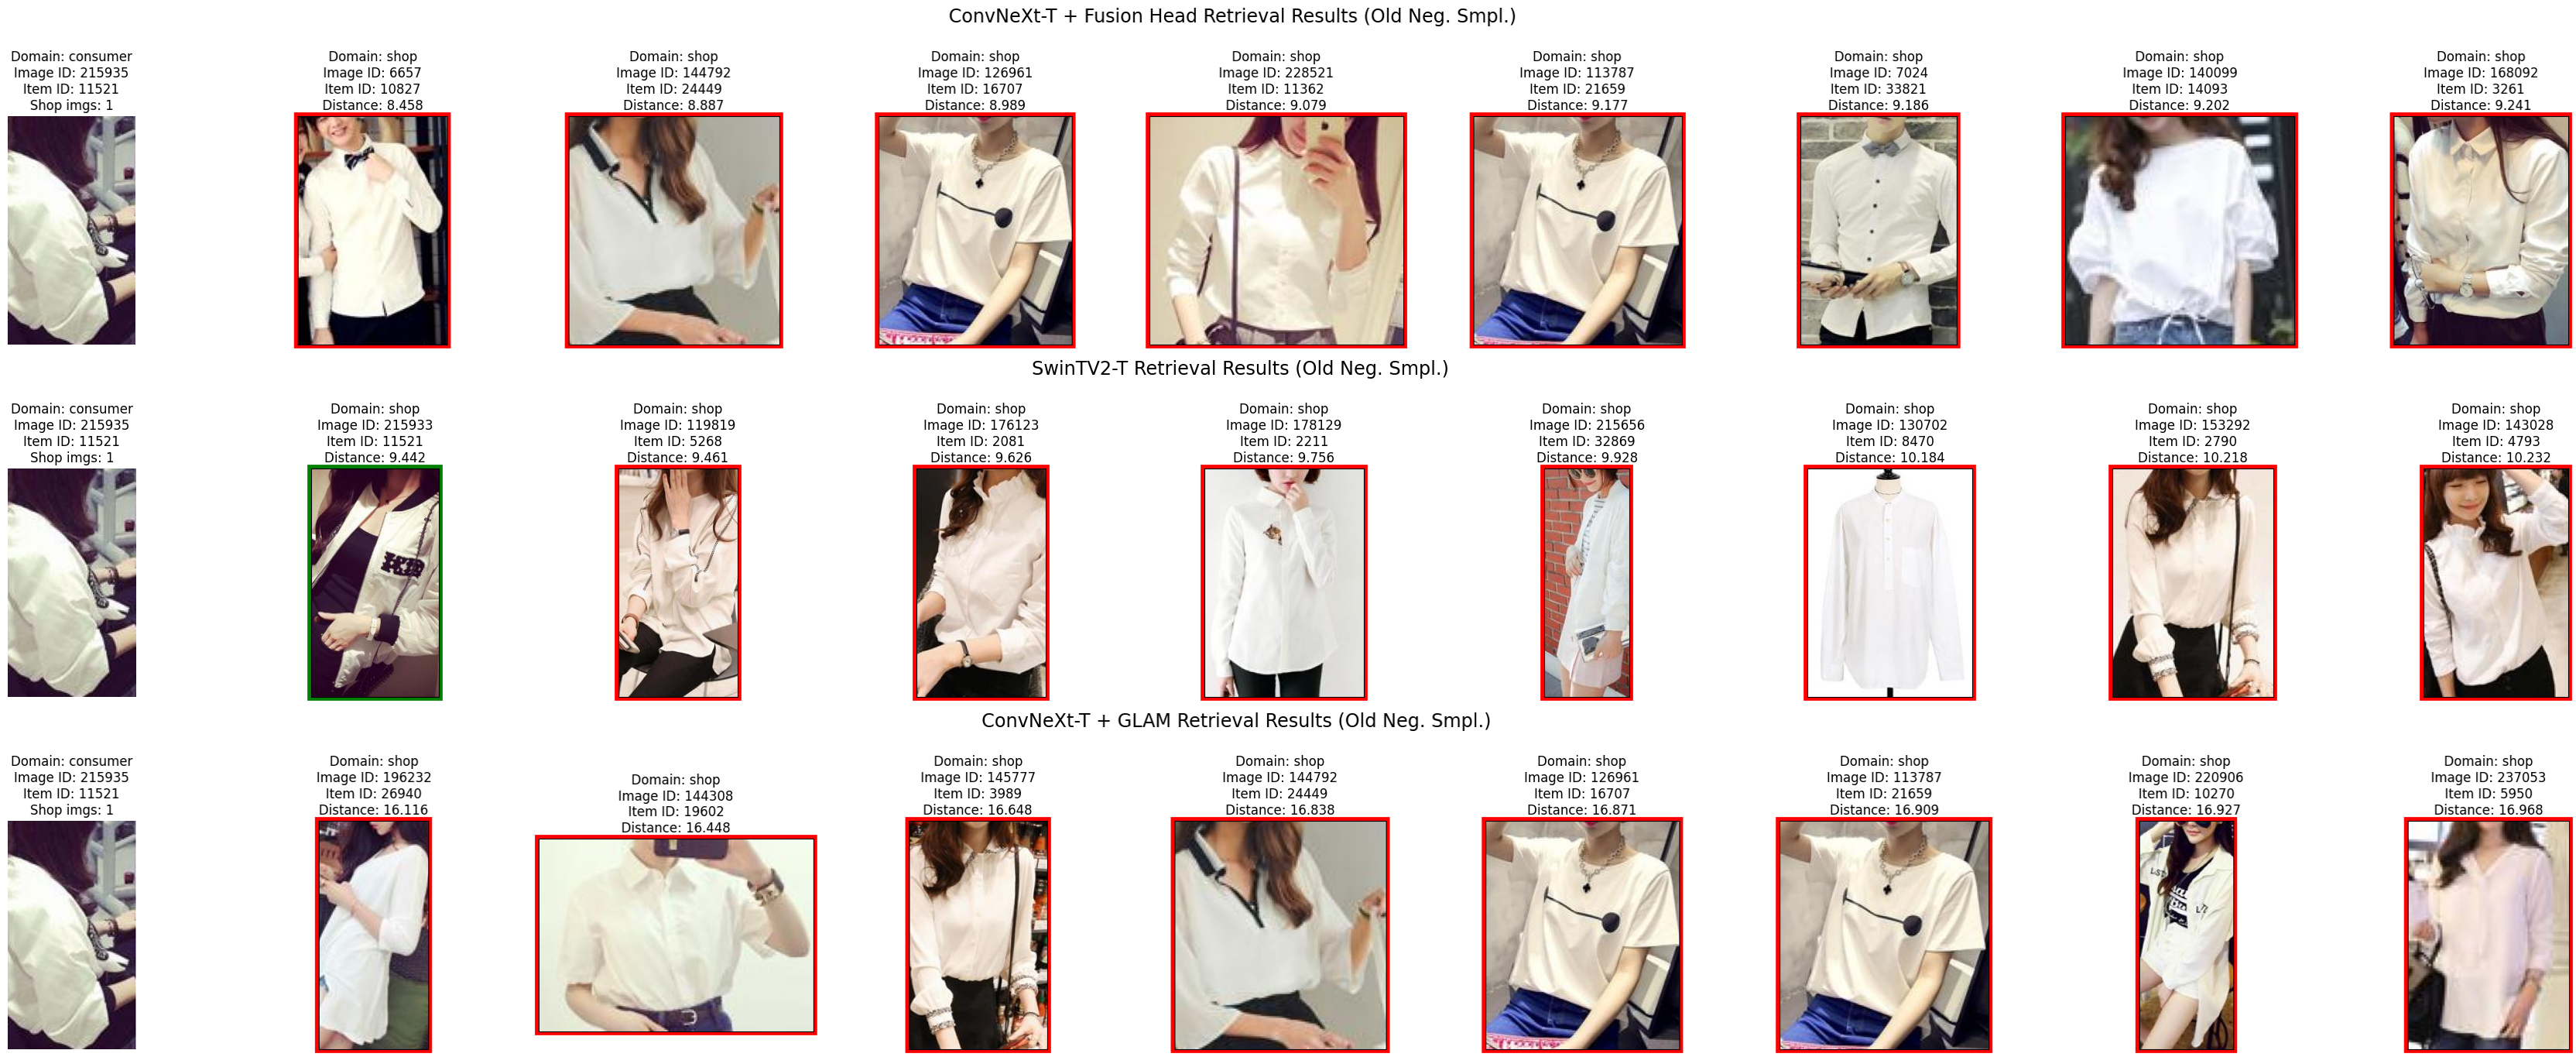 ConvNeXt-T + Fusion Head Retrieval Results (Old Neg. Smpl.)
Domain: consumer
Image ID: 215935
Item ID: 11521
Shop imgs: 1
Domain: shop
Image ID: 6657
Item ID: 10827
Distance: 8.458
Domain: shop
Image ID: 144792
Item ID: 24449
Distance: 8.887
Domain: shop
Image ID: 126961
Item ID: 16707
Distance: 8.989
Domain: shop
Image ID: 228521
Item ID: 11362
Distance: 9.079
Domain: shop
Image ID: 113787
Item ID: 21659
Distance: 9.177
Domain: shop
Image ID: 7024
Item ID: 33821
Distance: 9.186
Domain: shop
Image ID: 140099
Item ID: 14093
Distance: 9.202
Domain: shop
Image ID: 168092
Item ID: 3261
Distance: 9.241
SwinTV2-T Retrieval Results (Old Neg. Smpl.)
Domain: consumer
Image ID: 215935
Item ID: 11521
Shop imgs: 1
Domain: shop
Image ID: 215933
Item ID: 11521
Distance: 9.442
Domain: shop
Image ID: 119819
Item ID: 5268
Distance: 9.461
Domain: shop
Image ID: 176123
Item ID: 2081
Distance: 9.626
Domain: shop
Image ID: 178129
Item ID: 2211
Distance: 9.756
Domain: shop
Image ID: 215656
Item ID: 32869
Distance: 9.928
Domain: shop
Image ID: 130702
Item ID: 8470
Distance: 10.184
Domain: shop
Image ID: 153292
Item ID: 2790
Distance: 10.218
Domain: shop
Image ID: 143028
Item ID: 4793
Distance: 10.232
ConvNeXt-T + GLAM Retrieval Results (Old Neg. Smpl.)
Domain: consumer
Image ID: 215935
Item ID: 11521
Shop imgs: 1
Domain: shop
Image ID: 196232
Item ID: 26940
Distance: 16.116
Domain: shop
Image ID: 144308
Item ID: 19602
Distance: 16.448
Domain: shop
Image ID: 145777
Item ID: 3989
Distance: 16.648
Domain: shop
Image ID: 144792
Item ID: 24449
Distance: 16.838
Domain: shop
Image ID: 126961
Item ID: 16707
Distance: 16.871
Domain: shop
Image ID: 113787
Item ID: 21659
Distance: 16.909
Domain: shop
Image ID: 220906
Item ID: 10270
Distance: 16.927
Domain: shop
Image ID: 237053
Item ID: 5950
Distance: 16.968